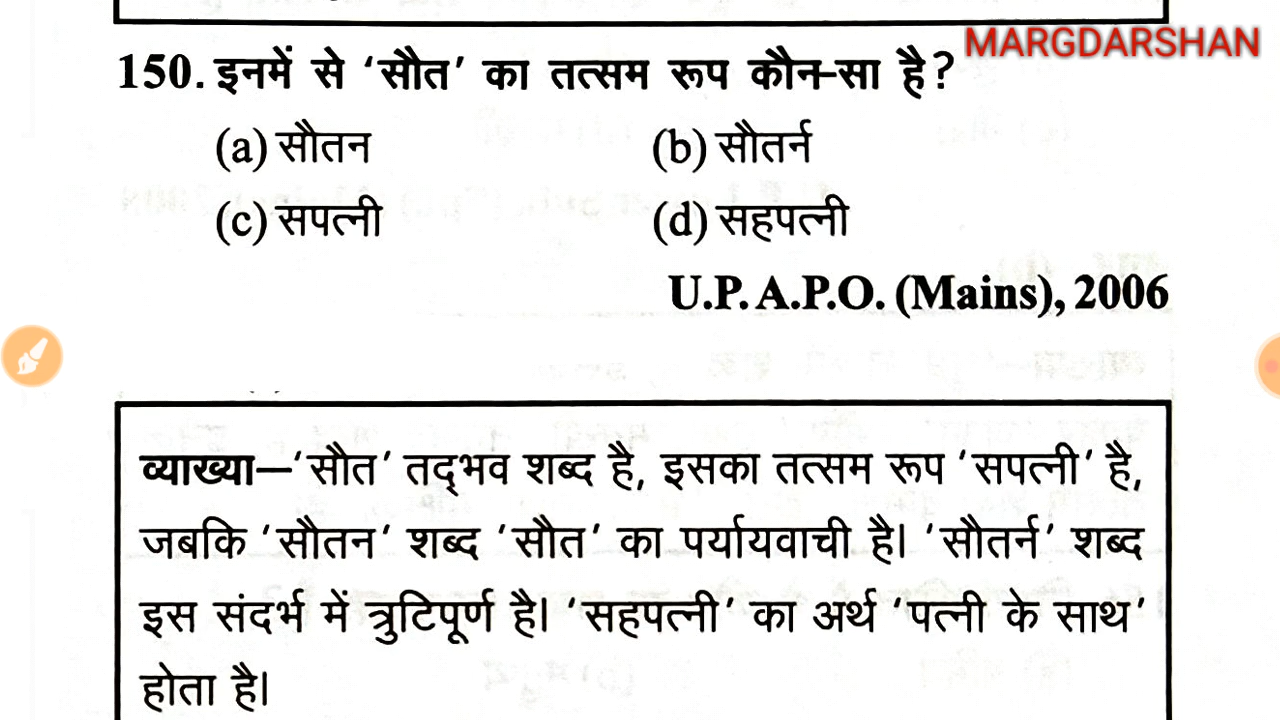 MARGDARSHAN
150. इनमें से ‘सौत’ का तत्सम रूप कौन-सा है?
(a) सौतन (b) सौतर्न
(c) सपत्नी (d) सहपत्नी
U.P. A.P.O. (Mains), 2006
व्याख्या–‘सौत’ तद्भव शब्द है, इसका तत्सम रूप ‘सपत्नी’ है,
जबकि ‘सौतन’ शब्द ‘सौत’ का पर्यायवाची है। ‘सौतर्न’ शब्द
इस संदर्भ में त्रुटिपूर्ण है। ‘सहपत्नी’ का अर्थ ‘पत्नी के साथ’
होता है।